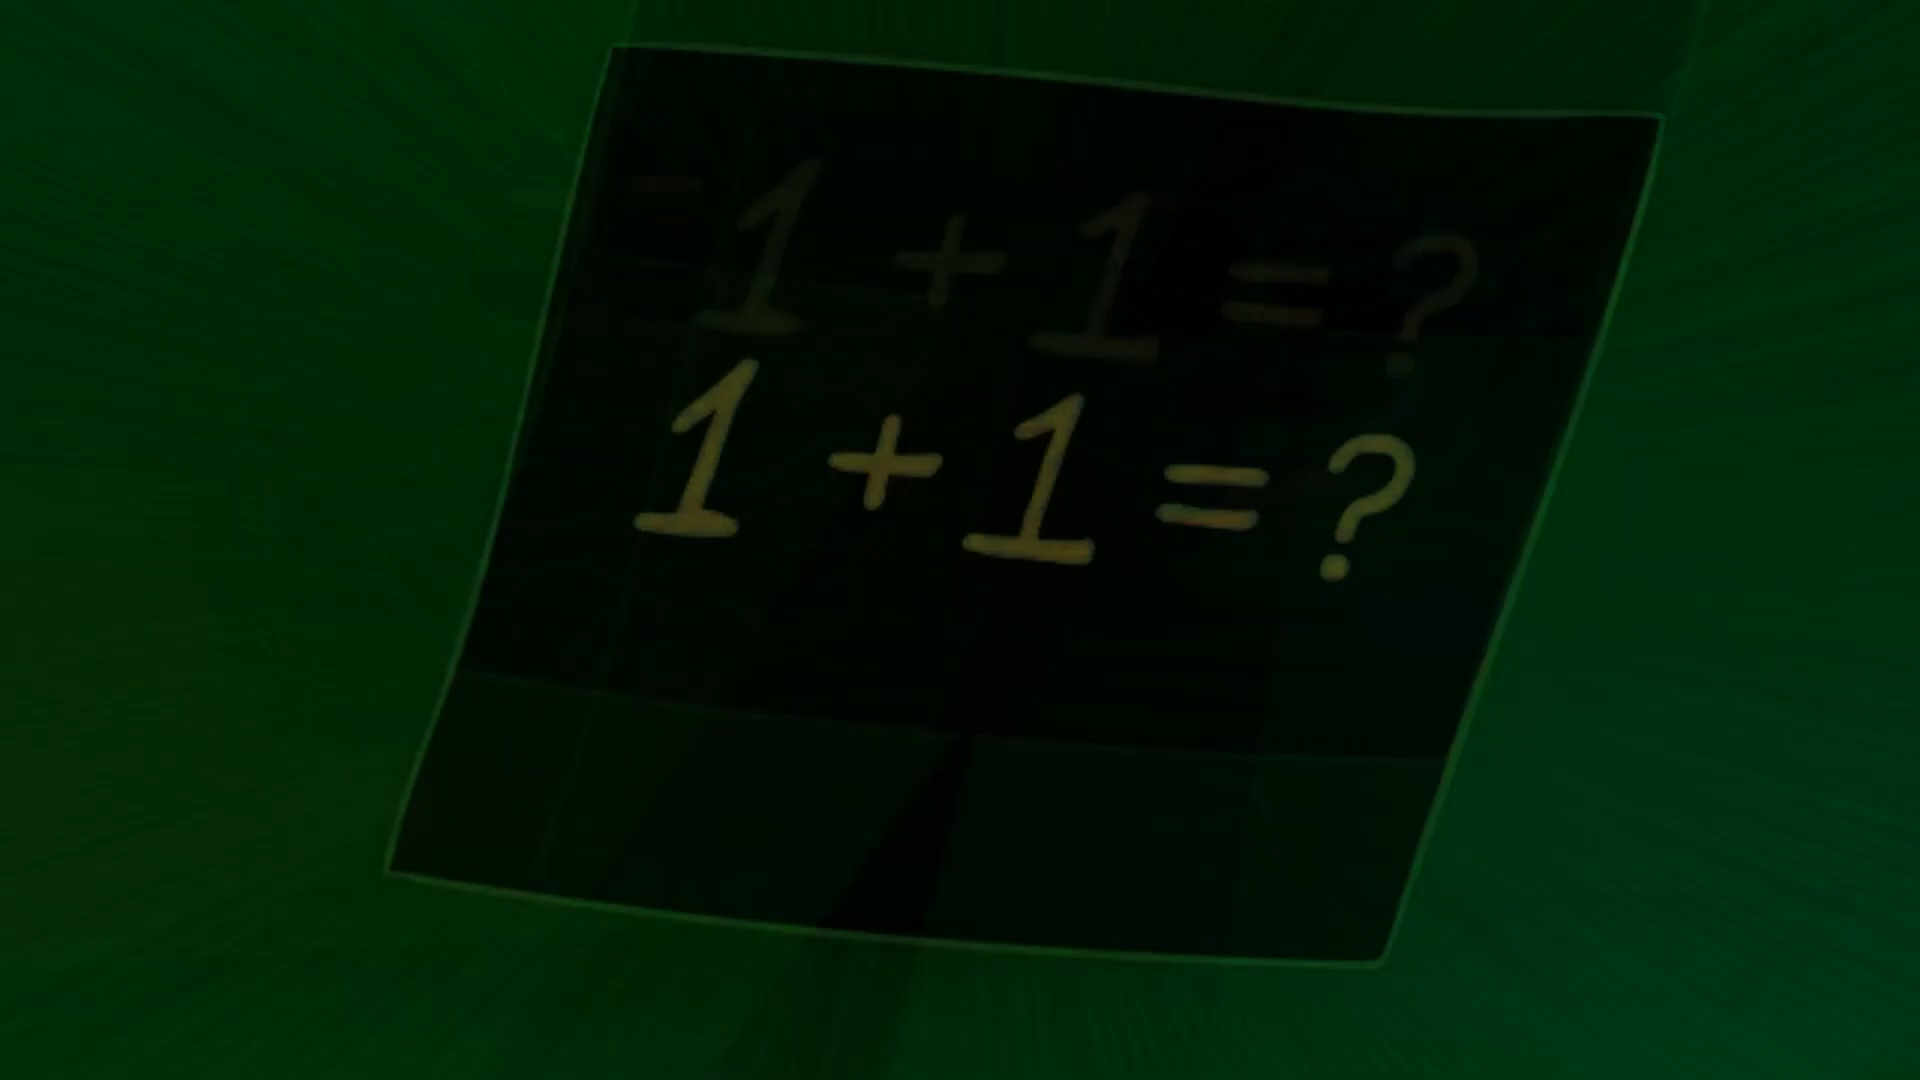 1 + 1 = ?
1 + 1 = ?